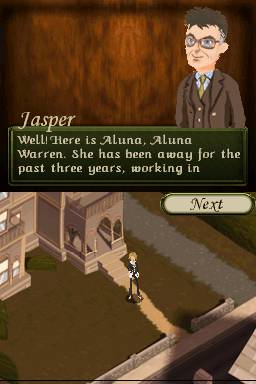 Jasper
Well! Here is Aluna, Aluna
Warren. She has been away for the
past three years, working in
Next